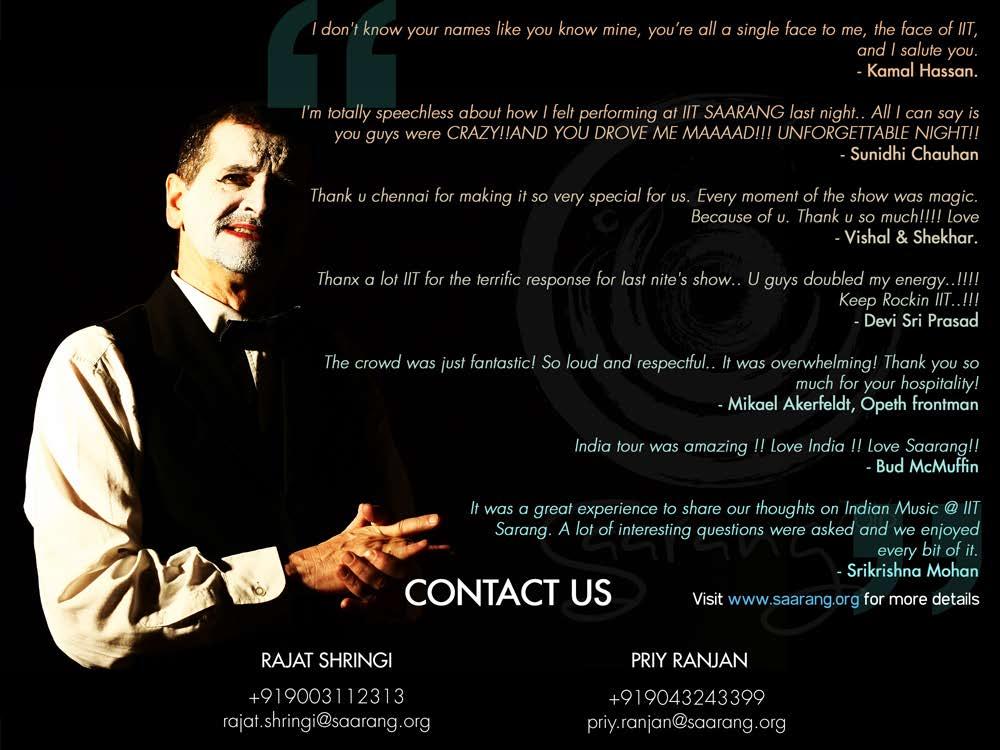 I don't know your names like you know mine, you're all a single face to me, the face of IIT,
and I salute you.
- Kamal Hassan.
I'm totally speechless about how I felt performing at IIT SAARANG last night.. All I can say is
you guys were CRAZY!!AND YOU DROVE ME MAAAAD!!! UNFORGETTABLE NIGHT!!
- Sunidhi Chauhan
Thank u chennai for making it so very special for us. Every moment of the show was magic.
Because of u. Thank u so much!!!! Love
- Vishal & Shekhar.
Thanx a lot IIT for the terrific response for last nite's show.. U guys doubled my energy..!!!!
Keep Rockin IIT..!!!
- Devi Sri Prasad
The crowd was just fantastic! So loud and respectful.. It was overwhelming! Thank you so
much for your hospitality!
- Mikael Akerfeldt, Opeth frontman
India tour was amazing !! Love India !! Love Saarang!!
- Bud McMuffin
It was a great experience to share our thoughts on Indian Music @ IIT
Sarang. A lot of interesting questions were asked and we enjoyed
every bit of it.
- Srikrishna Mohan
Saarang
CONTACT US
Visit www.saarang.org for more details
RAJAT SHRINGI
+919003112313
rajat.shringi@saarang.org
PRIY RANJAN
+919043243399
priy.ranjan@saarang.org